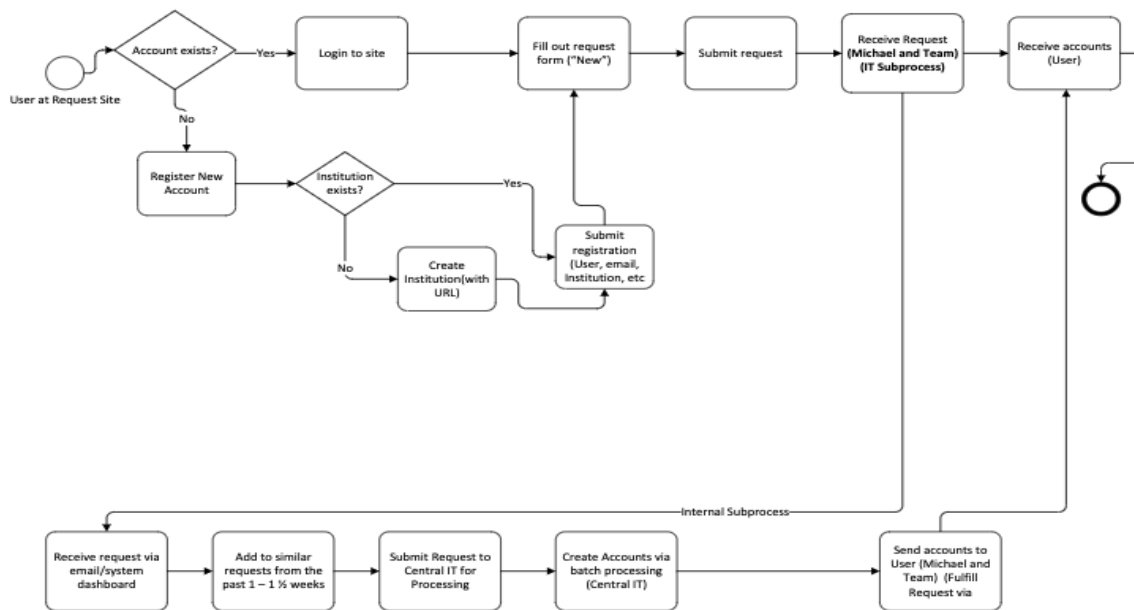 Account exists?
Yes
Login to site
Fill out request
form ("New")
Submit request
Receive Request
(Michael and Team)
(IT Subprocess)
Receive accounts
(User)
User at Request Site
No
Register New
Account
Institution
exists?
Yes
Submit
registration
(User, email,
Institution, etc
No
Create
Institution(with
URL)
Internal Subprocess
Receive request via
email/system
dashboard
Add to similar
requests from the
past 1 – 1 ½ weeks
Submit Request to
Central IT for
Processing
Create Accounts via
batch processing
(Central IT)
Send accounts to
User (Michael and
Team)  (Fulfill
Request via